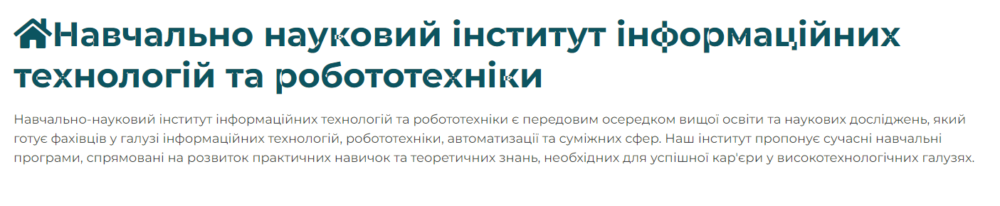 Навчально науковий інститут інформаційних
технологій та робототехніки
Навчально-науковий інститут інформаційних технологій та робототехніки є передовим осередком вищої освіти та наукових досліджень, який
готує фахівців у галузі інформаційних технологій, робототехніки, автоматизації та суміжних сфер. Наш інститут пропонує сучасні навчальні
програми, спрямовані на розвиток практичних навичок та теоретичних знань, необхідних для успішної кар'єри у високотехнологічних галузях.